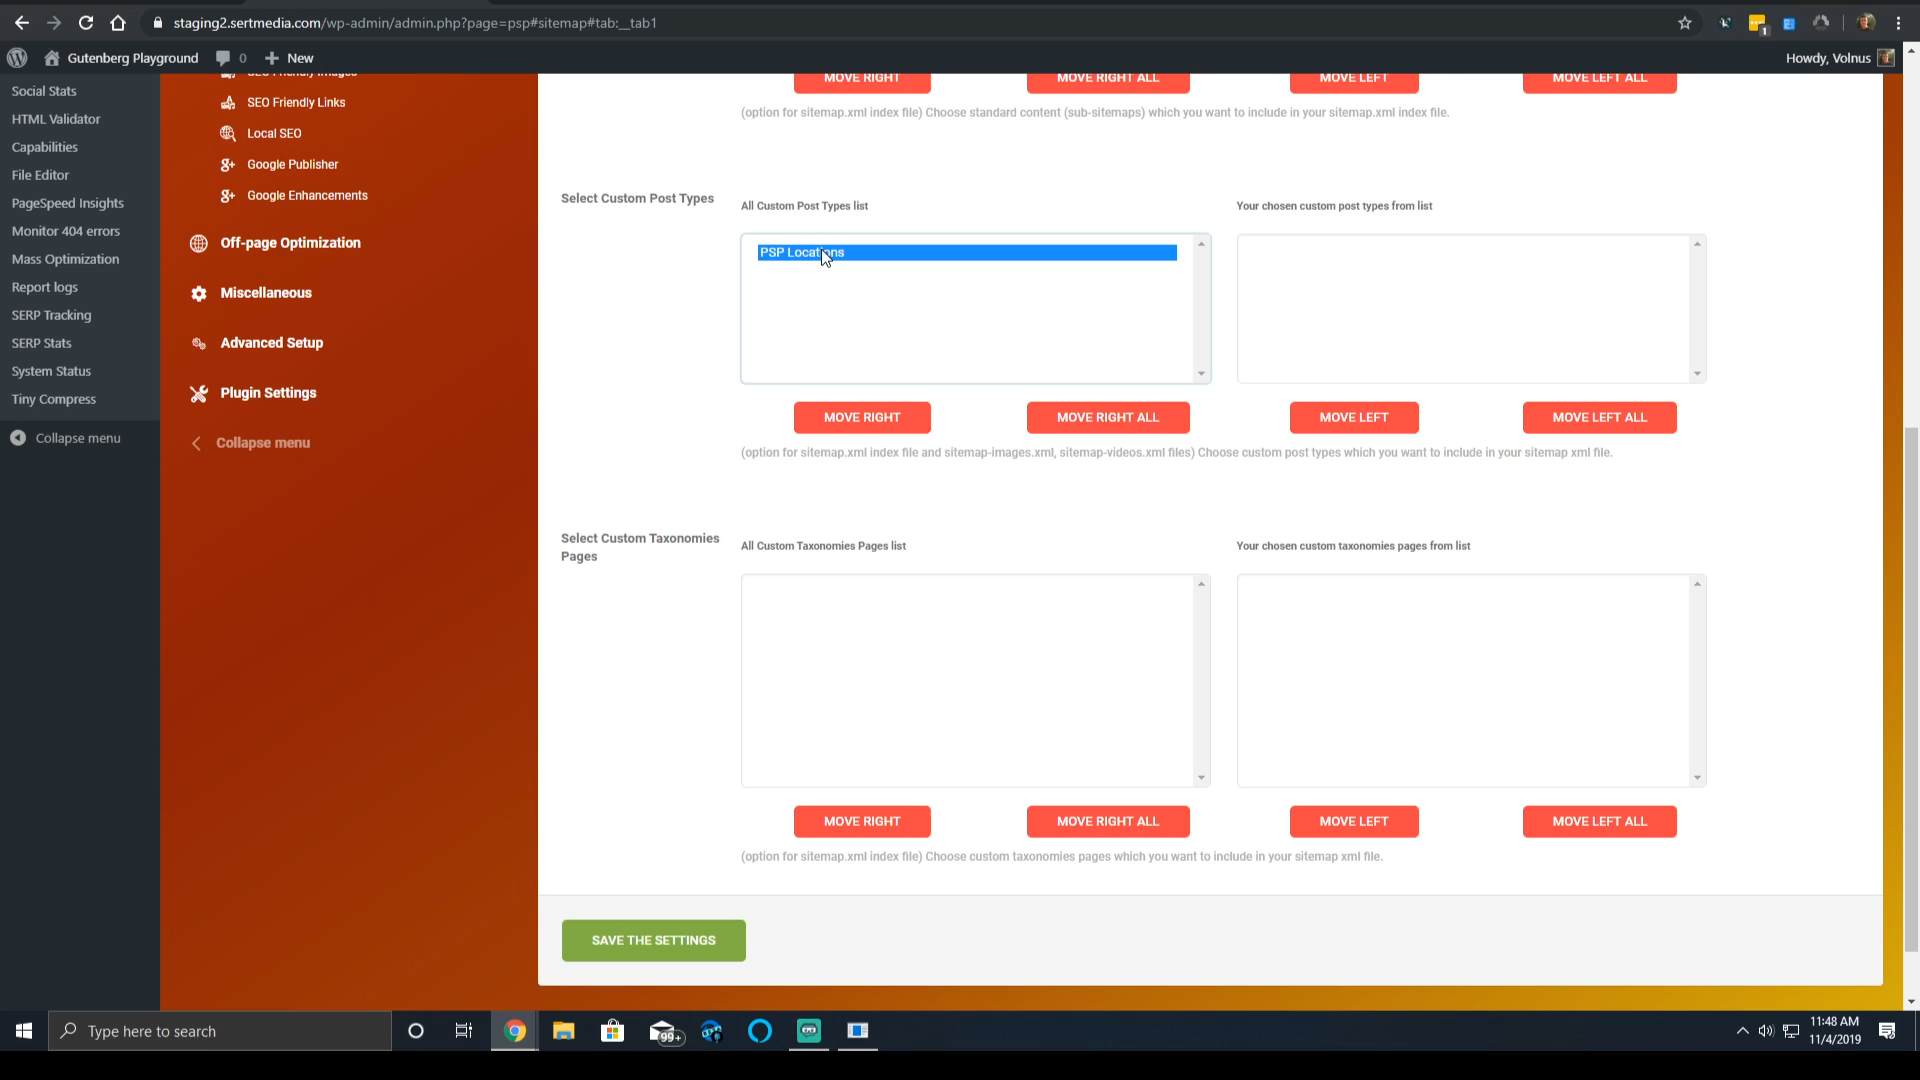 staging2.sertmedia.com/wp-admin/admin.php?page=psp#sitemap#tab:__tab1
Gutenberg Playground
0
New
Howdy, Volnus
1
Social Stats
HTML Validator
Capabilities
File Editor
PageSpeed Insights
Monitor 404 errors
Mass Optimization
Report logs
SERP Tracking
SERP Stats
System Status
Tiny Compress
Collapse menu
SEO Friendly Images
SEO Friendly Links
Local SEO
Google Publisher
Google Enhancements
Off-page Optimization
Miscellaneous
Advanced Setup
Plugin Settings
Collapse menu
MOVE RIGHT
MOVE RIGHT ALL
MOVE LEFT
MOVE LEFT ALL
(option for sitemap.xml index file) Choose standard content (sub-sitemaps) which you want to include in your sitemap.xml index file.
Select Custom Post Types
All Custom Post Types list
Your chosen custom post types from list
PSP Locations
MOVE RIGHT
MOVE RIGHT ALL
MOVE LEFT
MOVE LEFT ALL
(option for sitemap.xml index file and sitemap-images.xml, sitemap-videos.xml files) Choose custom post types which you want to include in your sitemap xml file.
Select Custom Taxonomies
Pages
All Custom Taxonomies Pages list
Your chosen custom taxonomies pages from list
MOVE RIGHT
MOVE RIGHT ALL
MOVE LEFT
MOVE LEFT ALL
(option for sitemap.xml index file) Choose custom taxonomies pages which you want to include in your sitemap xml file.
SAVE THE SETTINGS
Type here to search
99+
11:48 AM
11/4/2019